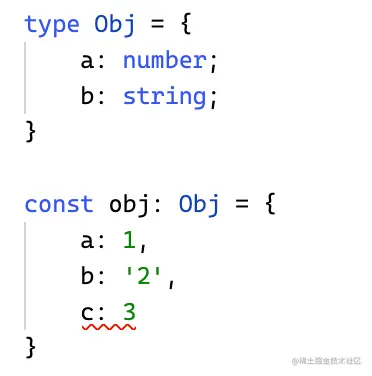 type Obj = {
    a: number;
    b: string;
}

const obj: Obj = {
    a: 1,
    b: '2',
    c: 3
}
@稀土掘金技术社区